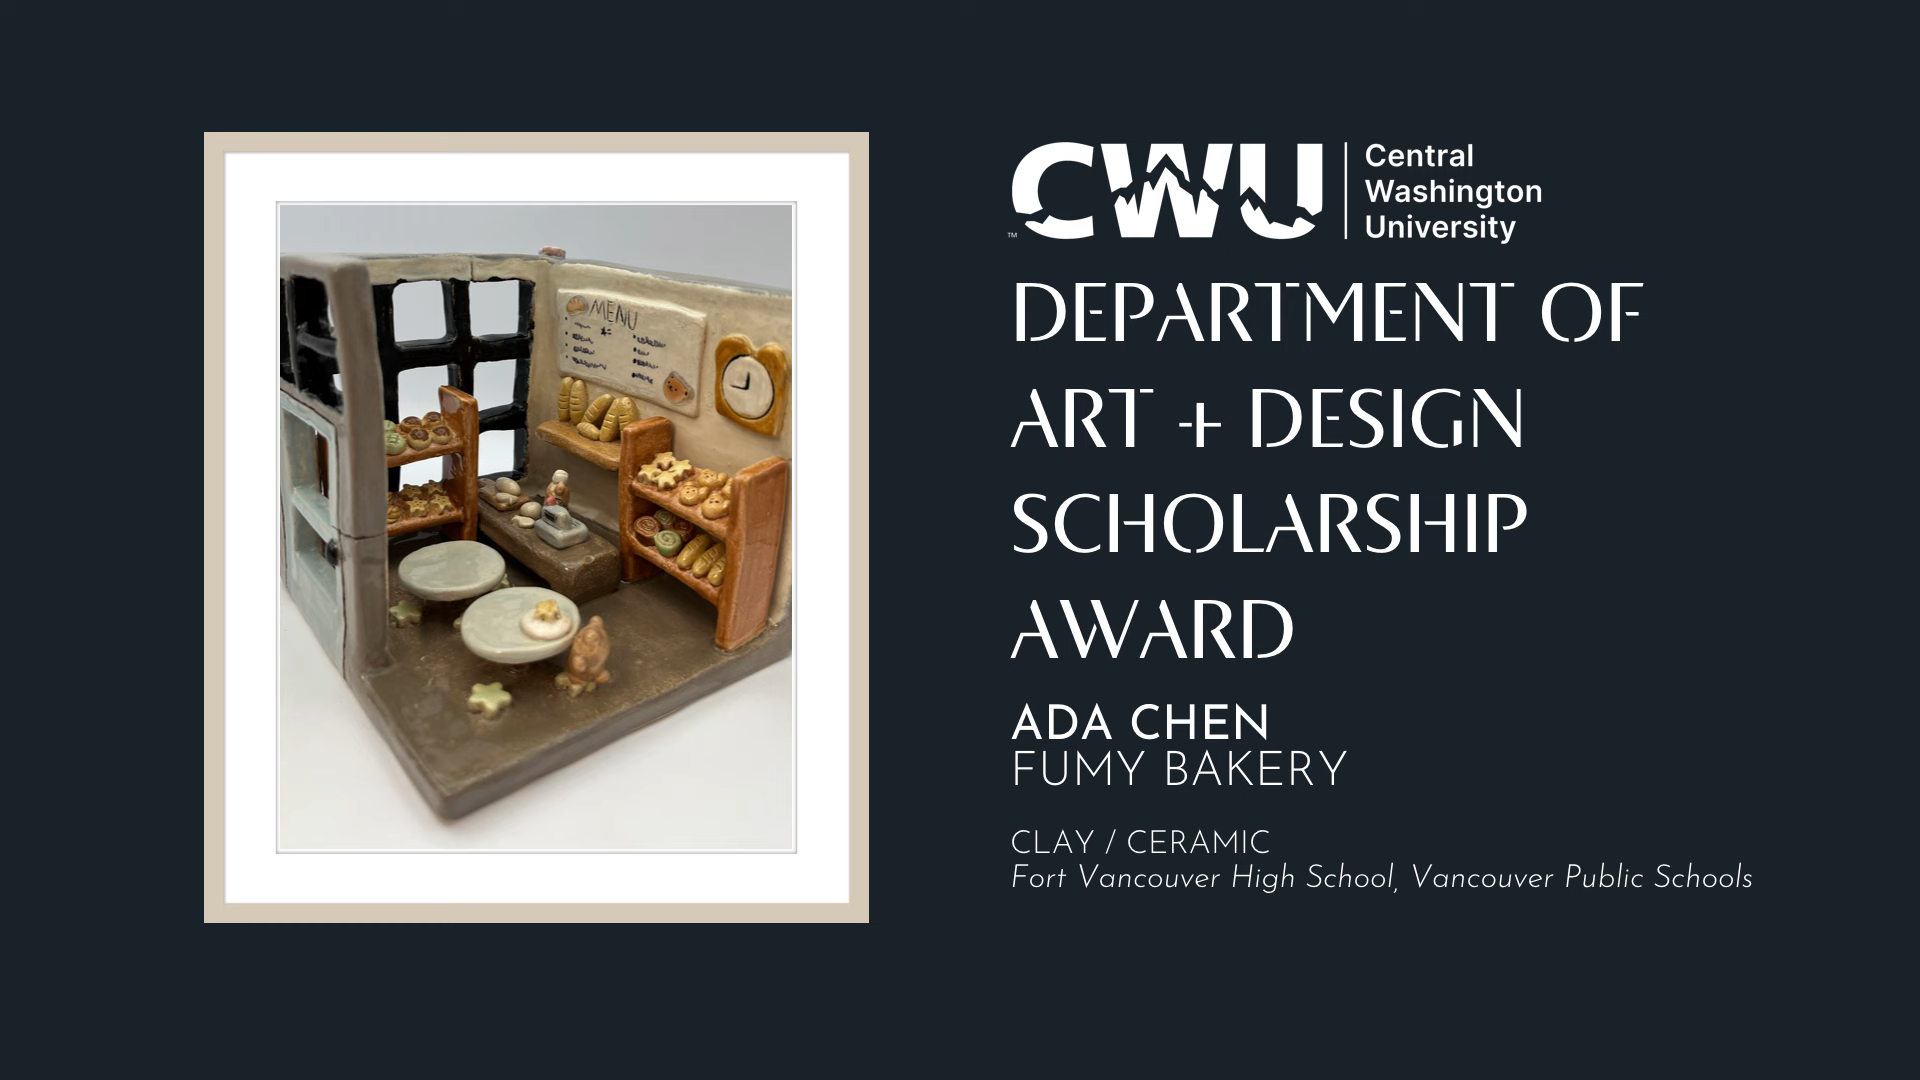 MENU
CWU
Central
Washington
University
TM
DEPARTMENT OF
ART + DESIGN
SCHOLARSHIP
AWARD
ADA CHEN
FUMY BAKERY
CLAY / CERAMIC
Fort Vancouver High School, Vancouver Public Schools